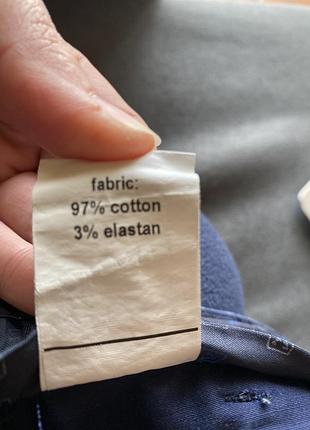 fabric:
97% cotton
3% elastan